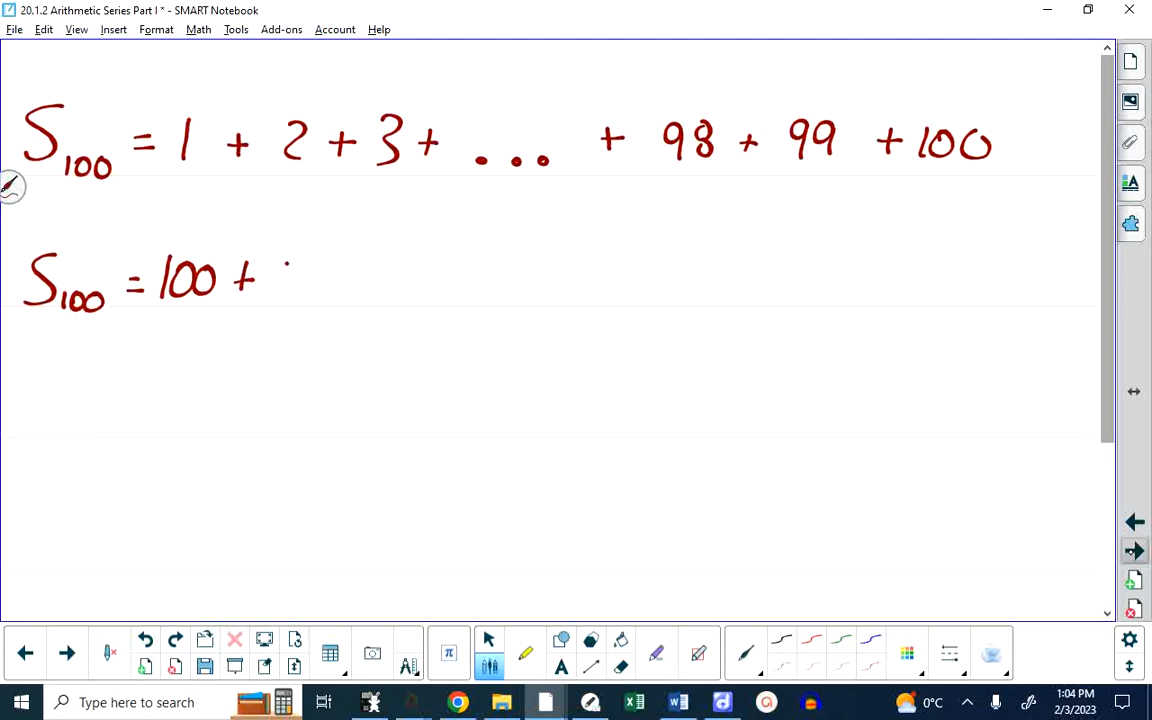 20.1.2 Arithmetic Series Part I * - SMART Notebook
File Edit View Insert Format Math Tools Add-ons Account Help
S₁₀₀ = 1 + 2 + 3 + ... + 98 + 99 + 100
S₁₀₀ = 100 +
Type here to search
0°C
1:04 PM
2/3/2023